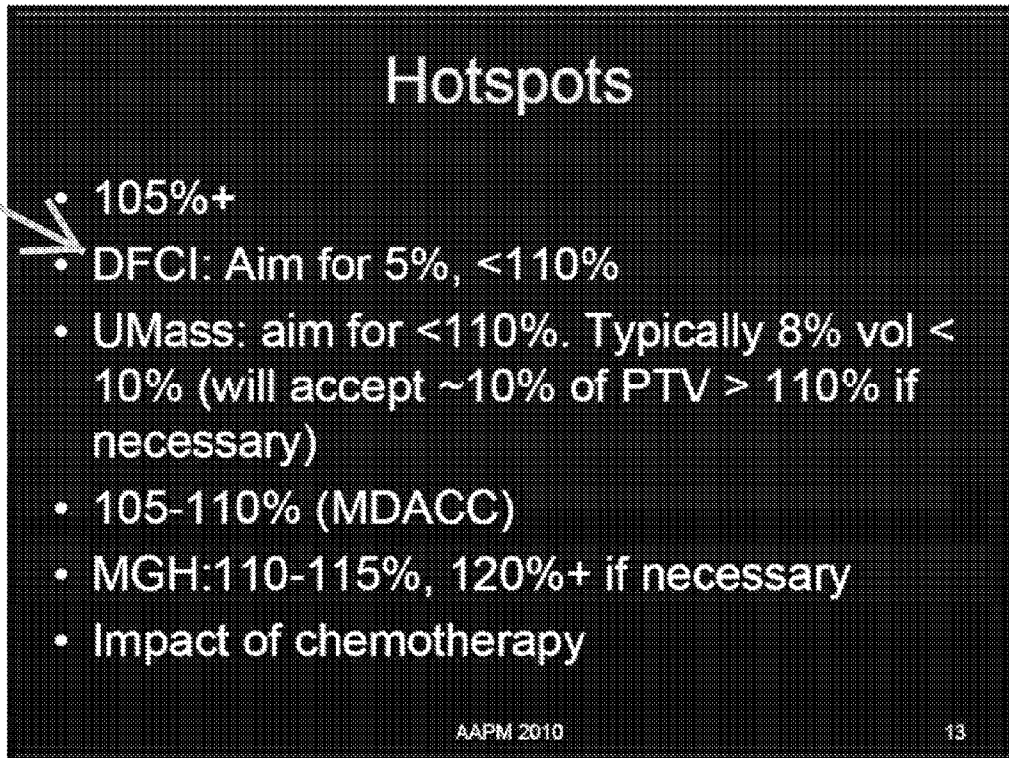 Hotspots
• 105%+
• DFCI: Aim for 5%, <110%
• UMass: aim for <110%. Typically 8% vol <
10% (will accept ~10% of PTV > 110% if
necessary)
• 105-110% (MDACC)
• MGH:110-115%, 120%+ if necessary
• Impact of chemotherapy
AAPM 2010
13